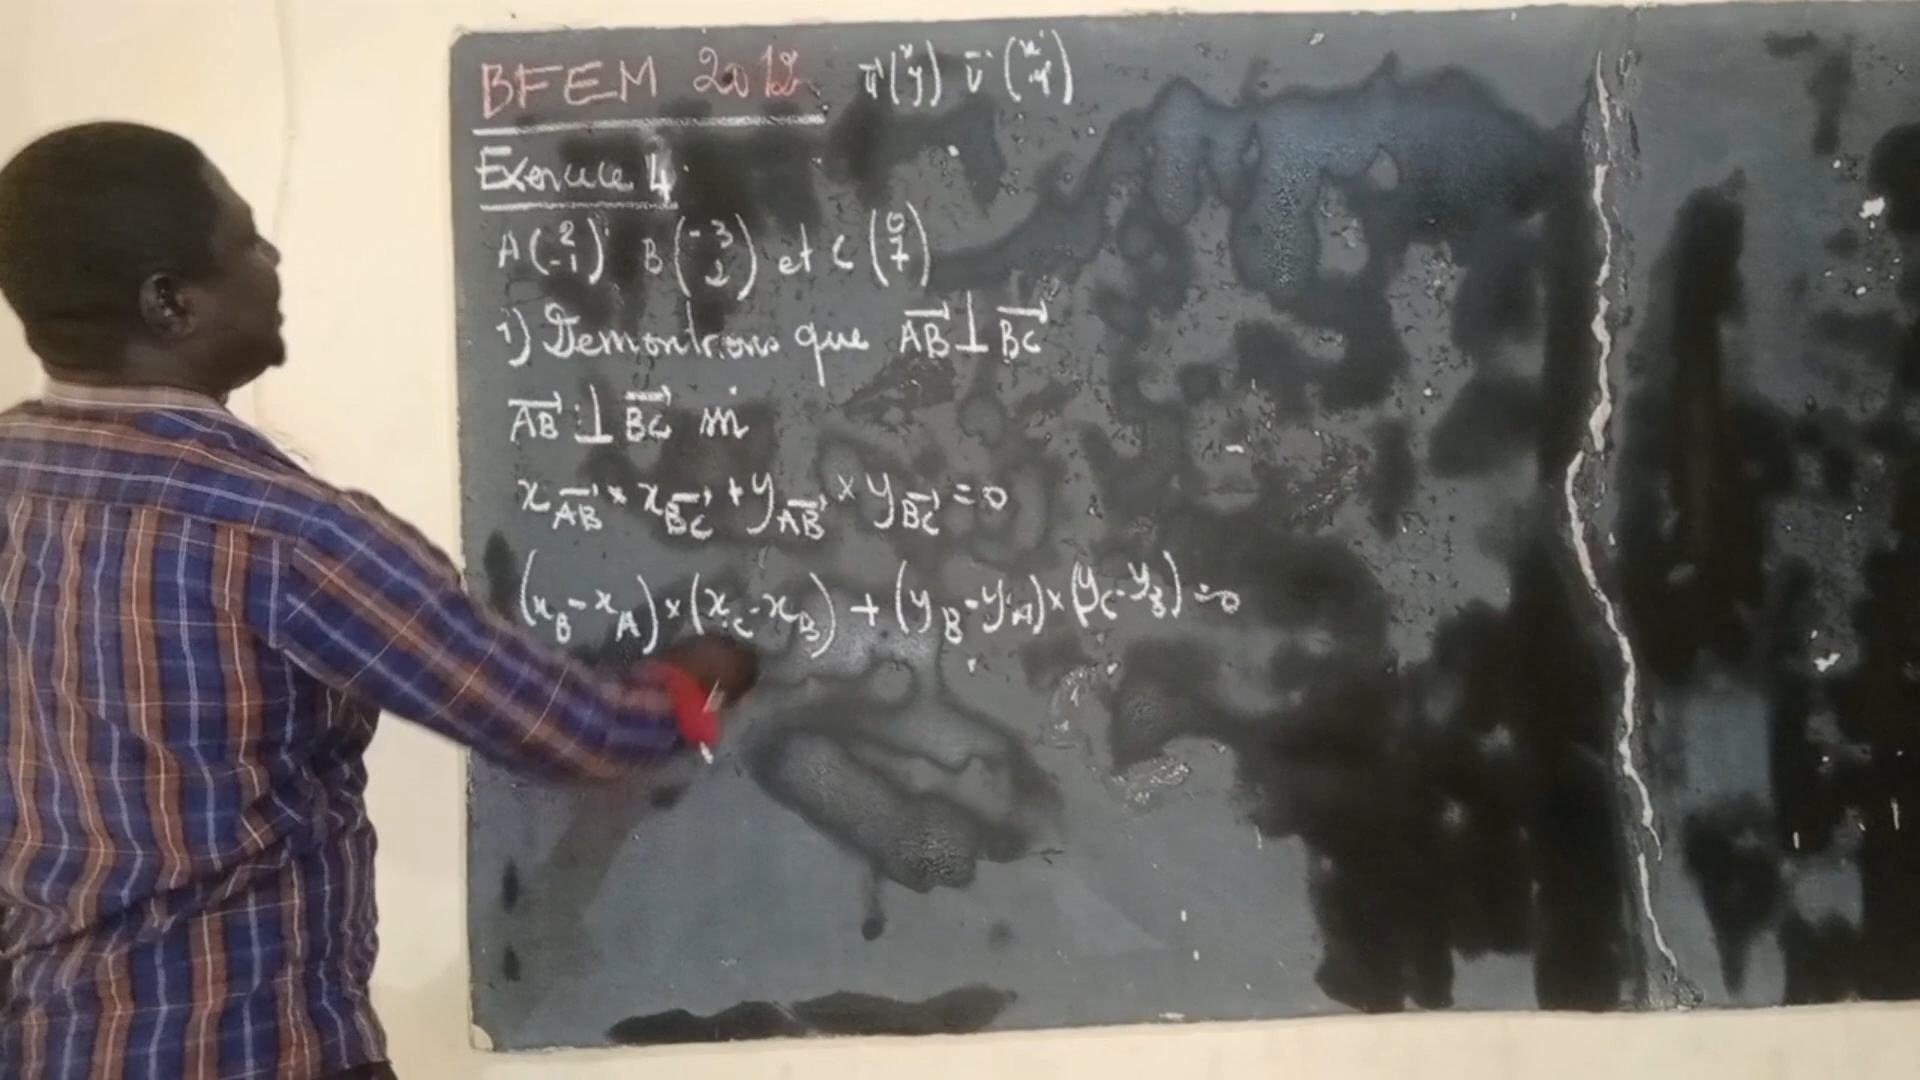 BFEM 2012 u⃗(x y) v⃗(x' y')
Exercice 4
A(2 -1) B(-3 2) et C(0 7)
1) Demontrons que AB⃗ ⊥ BC⃗
AB⃗ ⊥ BC⃗ ssi
x_AB⃗ × x_BC⃗ + y_AB⃗ × y_BC⃗ = 0
(x_B - x_A) × (x_C - x_B) + (y_B - y_A) × (y_C - y_B) = 0